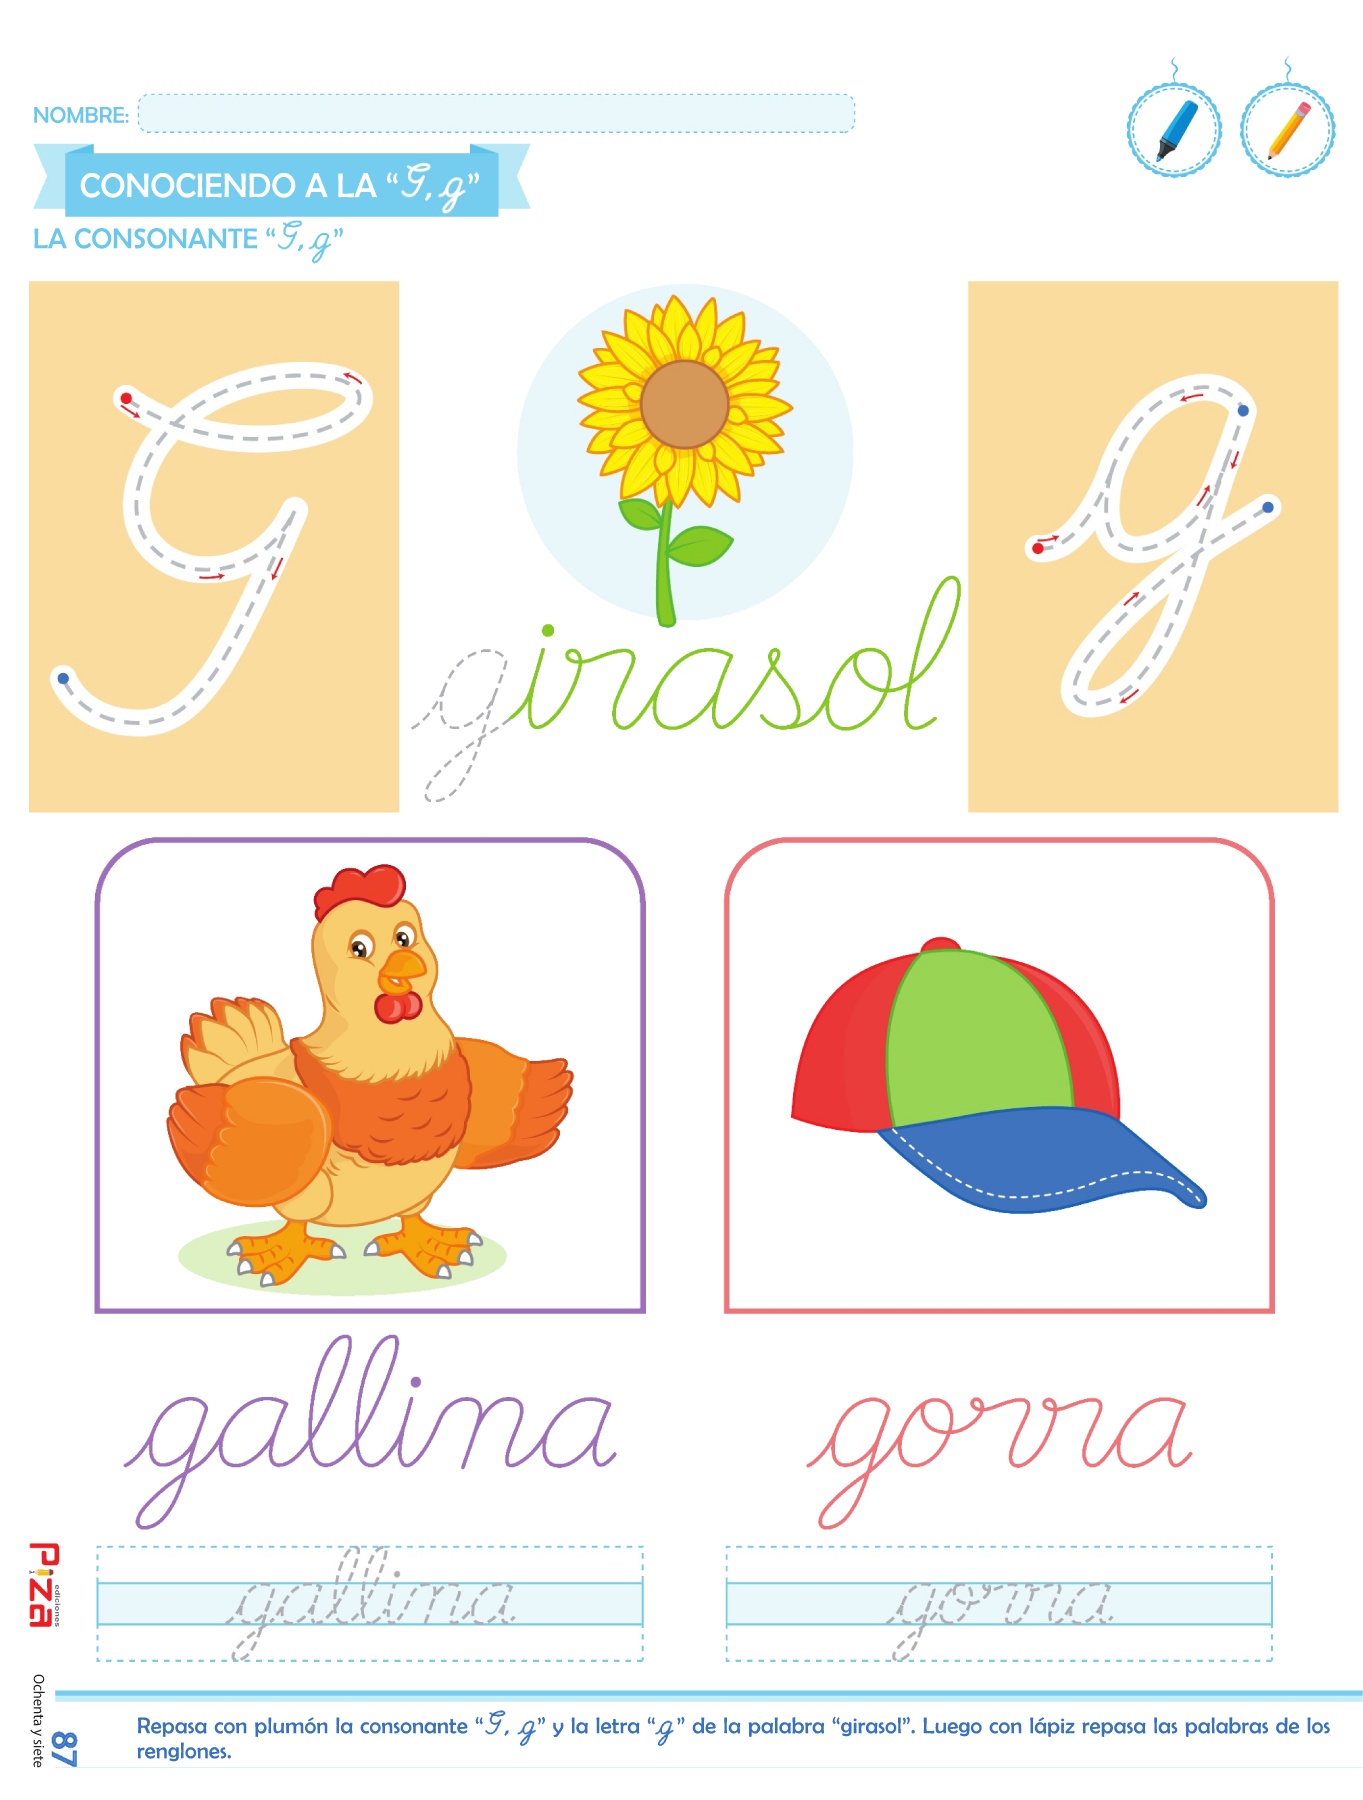 NOMBRE:
CONOCIENDO A LA “G, g”
LA CONSONANTE “G, g”
girasol
gallina
gorra
gallina
gorra
Piza ediciones
Ochenta y siete
87
Repasa con plumón la consonante “G, g” y la letra “g” de la palabra “girasol”. Luego con lápiz repasa las palabras de los
renglones.